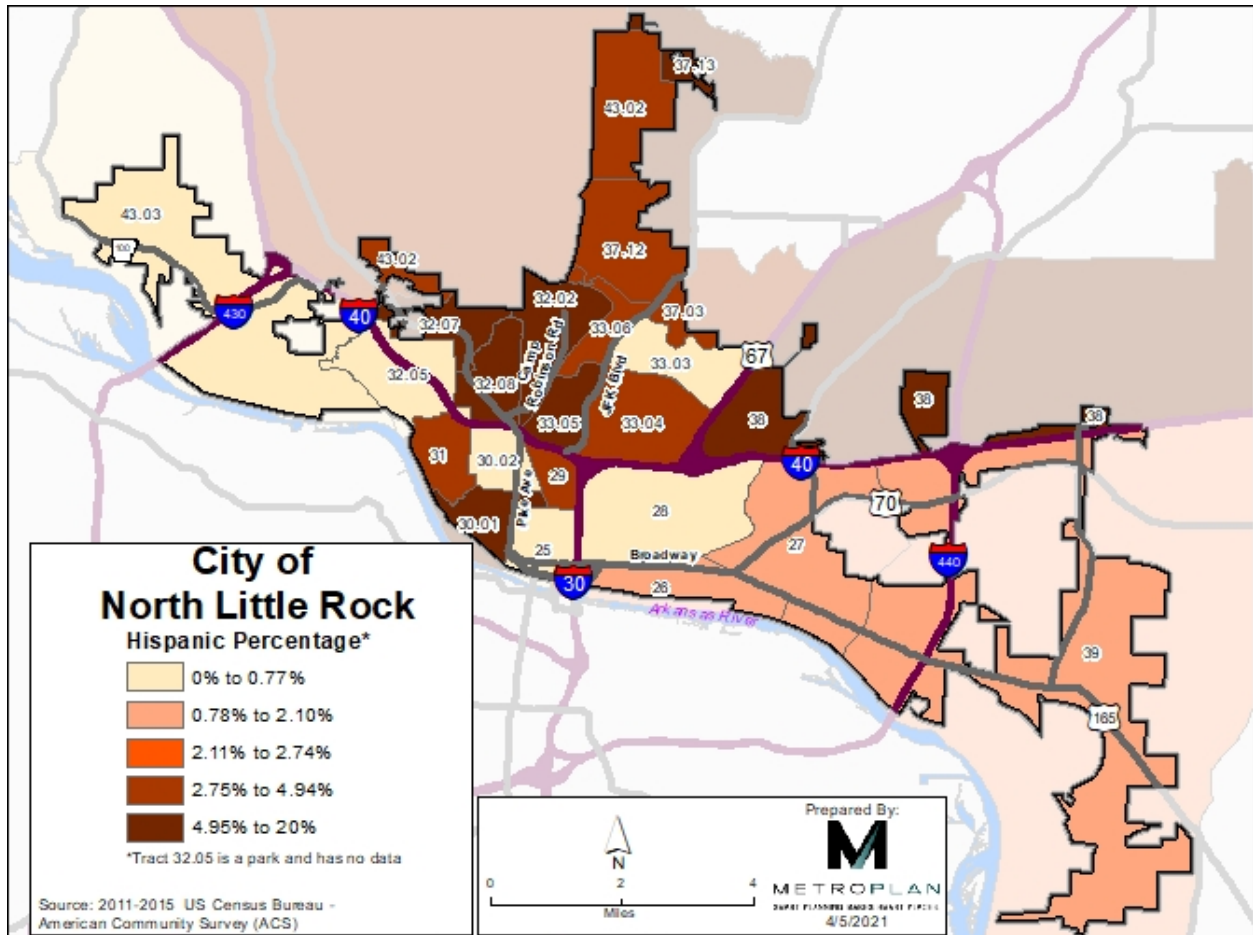 37.13
43.02
43.03
100
37.12
43.02
32.02
37.03
430
40
32.07
33.06
Camp
Robinson Rd
JFK Blvd
33.03
67
32.05
32.08
33.05
33.04
38
38
38
31
30.02
29
40
Pike Ave
30.01
28
70
25
Broadway
27
440
30
26
Arkansas River
39
165
City of
North Little Rock
Hispanic Percentage*
0% to 0.77%
0.78% to 2.10%
2.11% to 2.74%
2.75% to 4.94%
4.95% to 20%
*Tract 32.05 is a park and has no data
Source: 2011-2015 US Census Bureau -
American Community Survey (ACS)
N
0 2 4
Miles
Prepared By:
M
METROPLAN
SMART PLANNING MAKES SMART PLACES
4/5/2021